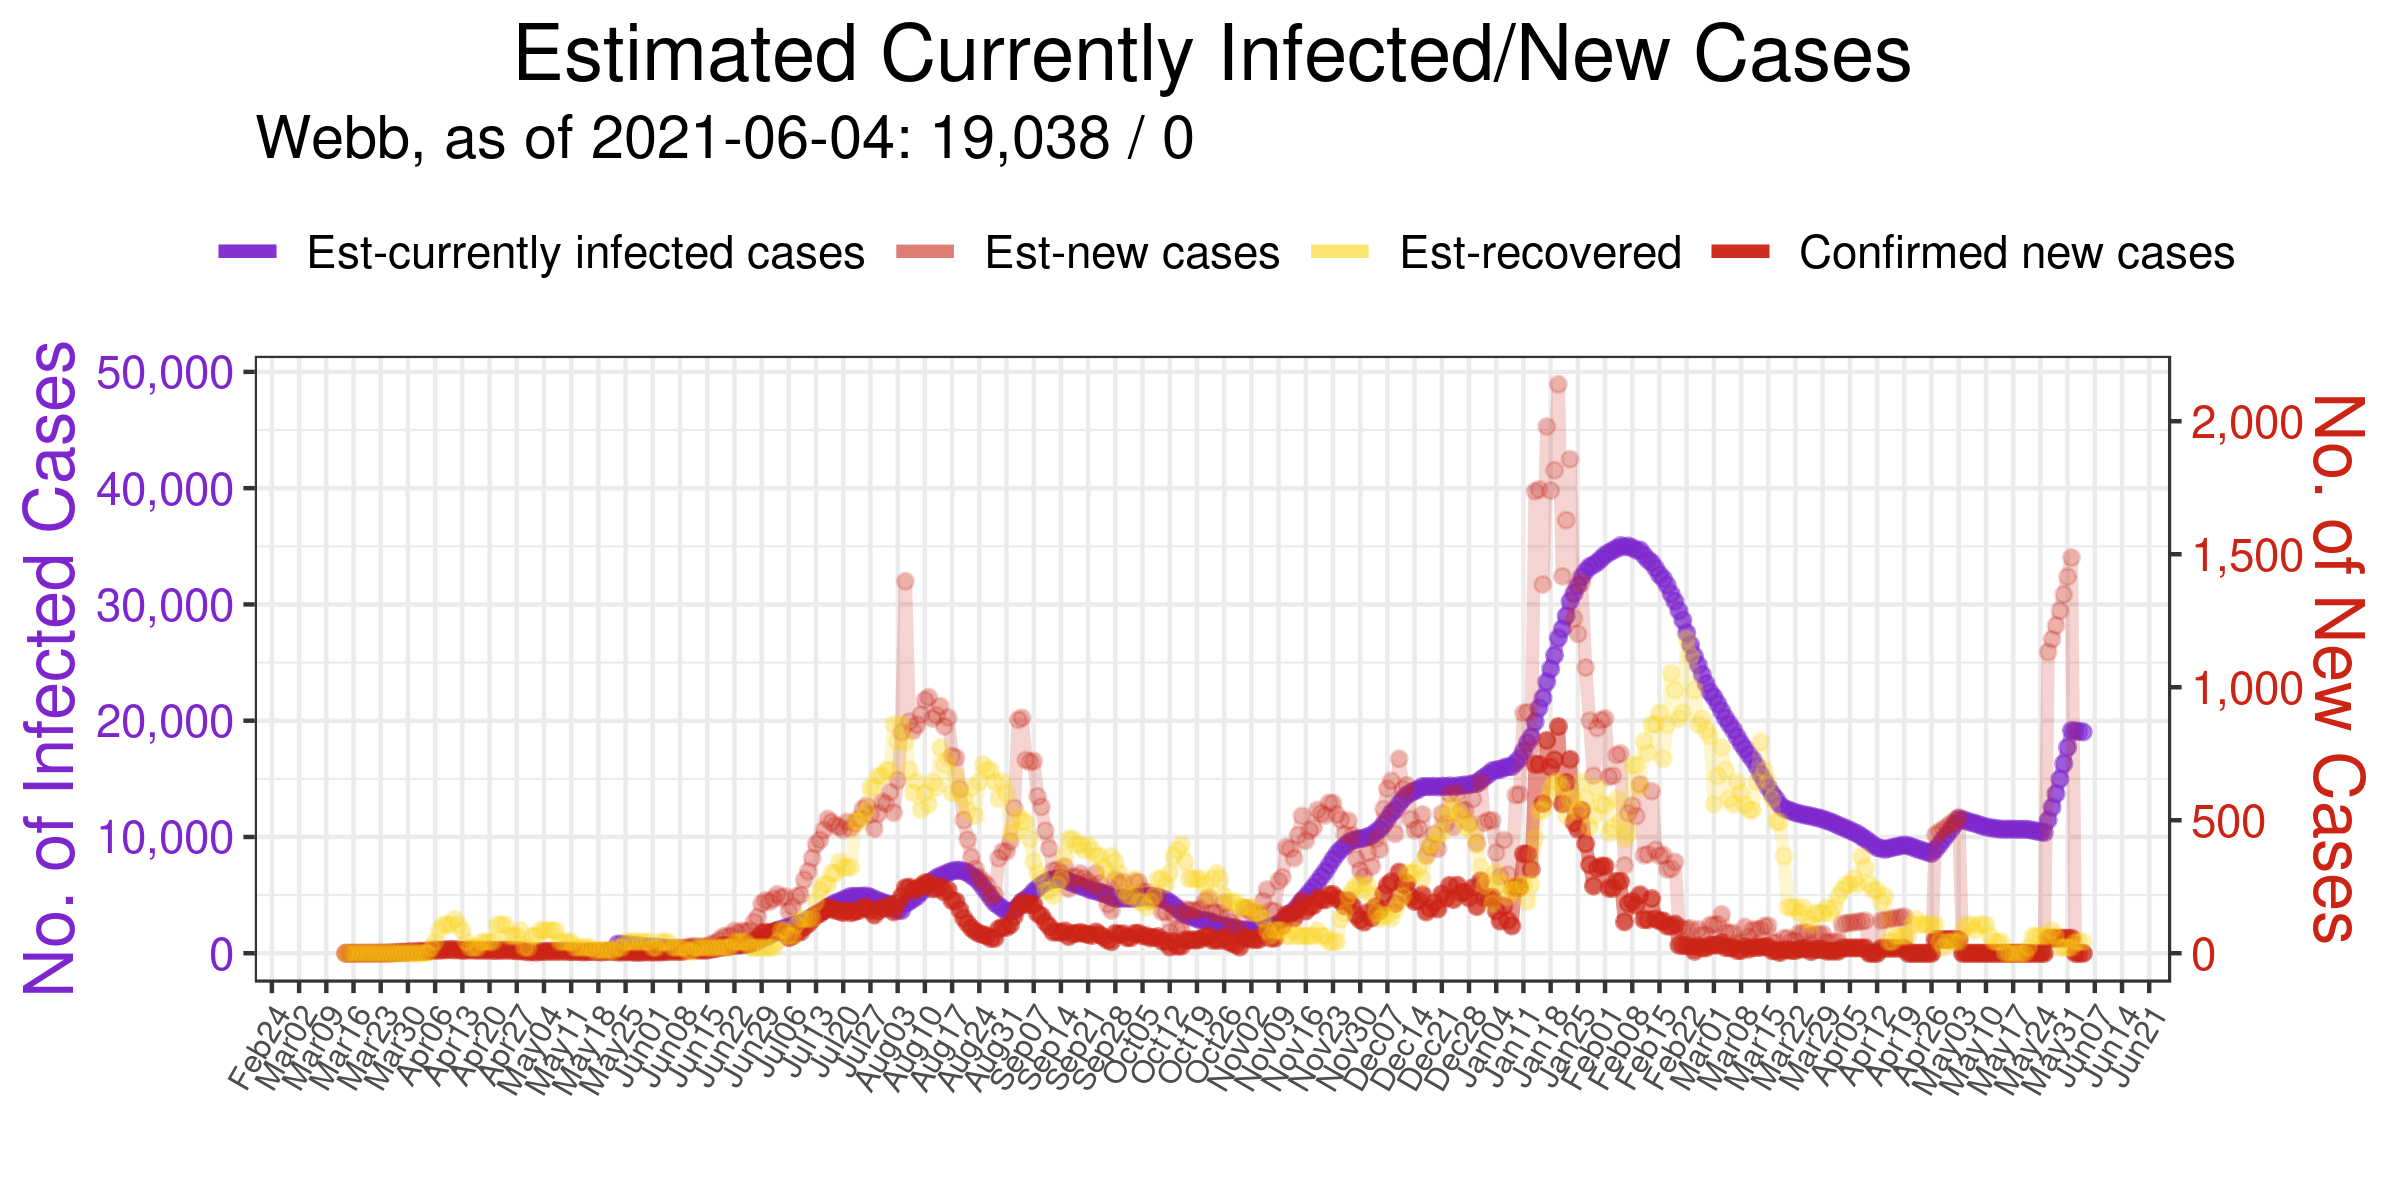 Estimated Currently Infected/New Cases
Webb, as of 2021-06-04: 19,038 / 0
Est-currently infected cases Est-new cases Est-recovered Confirmed new cases
No. of Infected Cases
50,000
40,000
30,000
20,000
10,000
0
2,000
1,500
1,000
500
0
No. of New Cases
Feb24 Mar02 Mar09 Mar16 Mar23 Mar30 Apr06 Apr13 Apr20 Apr27 May04 May11 May18 May25 Jun01 Jun08 Jun15 Jun22 Jun29 Jul06 Jul13 Jul20 Jul27 Aug03 Aug10 Aug17 Aug24 Aug31 Sep07 Sep14 Sep21 Sep28 Oct05 Oct12 Oct19 Oct26 Nov02 Nov09 Nov16 Nov23 Nov30 Dec07 Dec14 Dec21 Dec28 Jan04 Jan11 Jan18 Jan25 Feb01 Feb08 Feb15 Feb22 Mar01 Mar08 Mar15 Mar22 Mar29 Apr05 Apr12 Apr19 Apr26 May03 May10 May17 May24 May31 Jun07 Jun14 Jun21